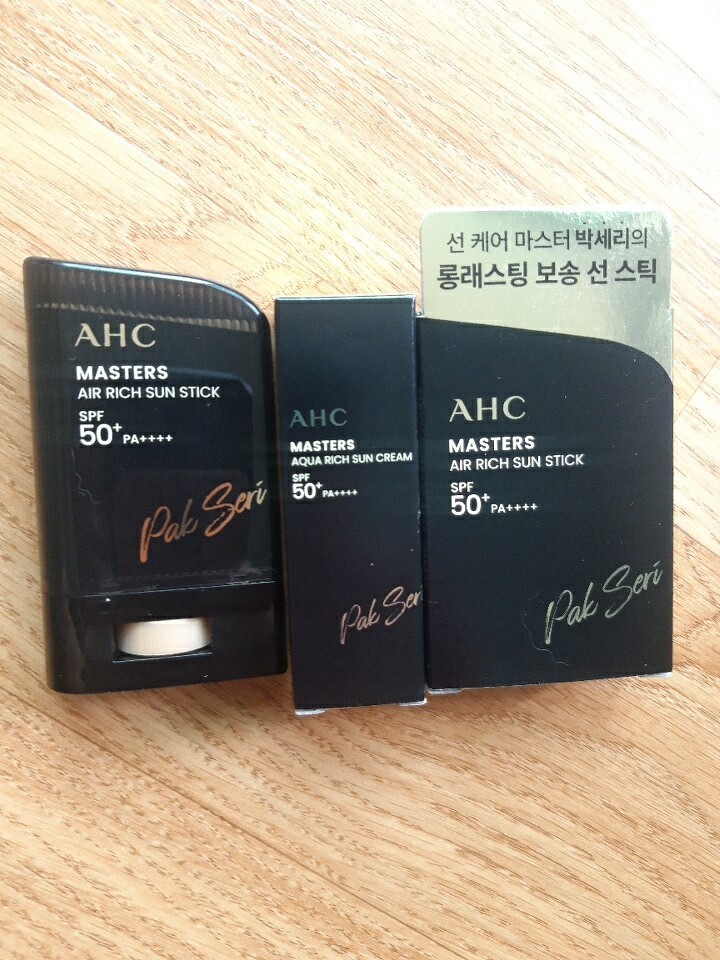 AHC
MASTERS
AIR RICH SUN STICK
SPF
50+ PA++++
Pak Seri
AHC
MASTERS
AQUA RICH SUN CREAM
SPF
50+ PA++++
Pak Seri
선 케어 마스터 박세리의
롱래스팅 보송 선 스틱
AHC
MASTERS
AIR RICH SUN STICK
SPF
50+ PA++++
Pak Seri